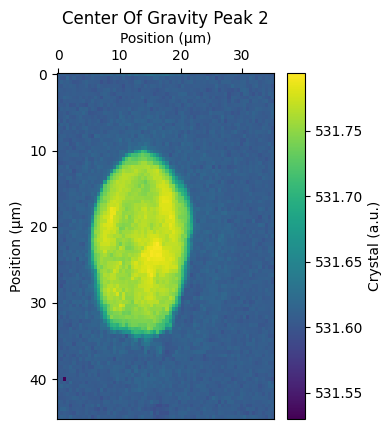 Center Of Gravity Peak 2
Position (μm)
0 10 20 30
0
10
20
30
40
Position (μm)
531.75
531.70
531.65
531.60
531.55
Crystal (a.u.)